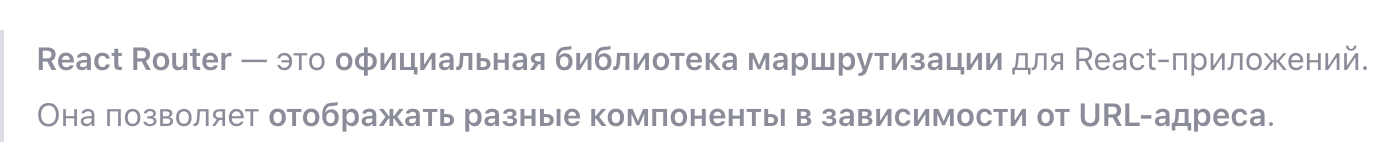 React Router — это официальная библиотека маршрутизации для React-приложений.
Она позволяет отображать разные компоненты в зависимости от URL-адреса.